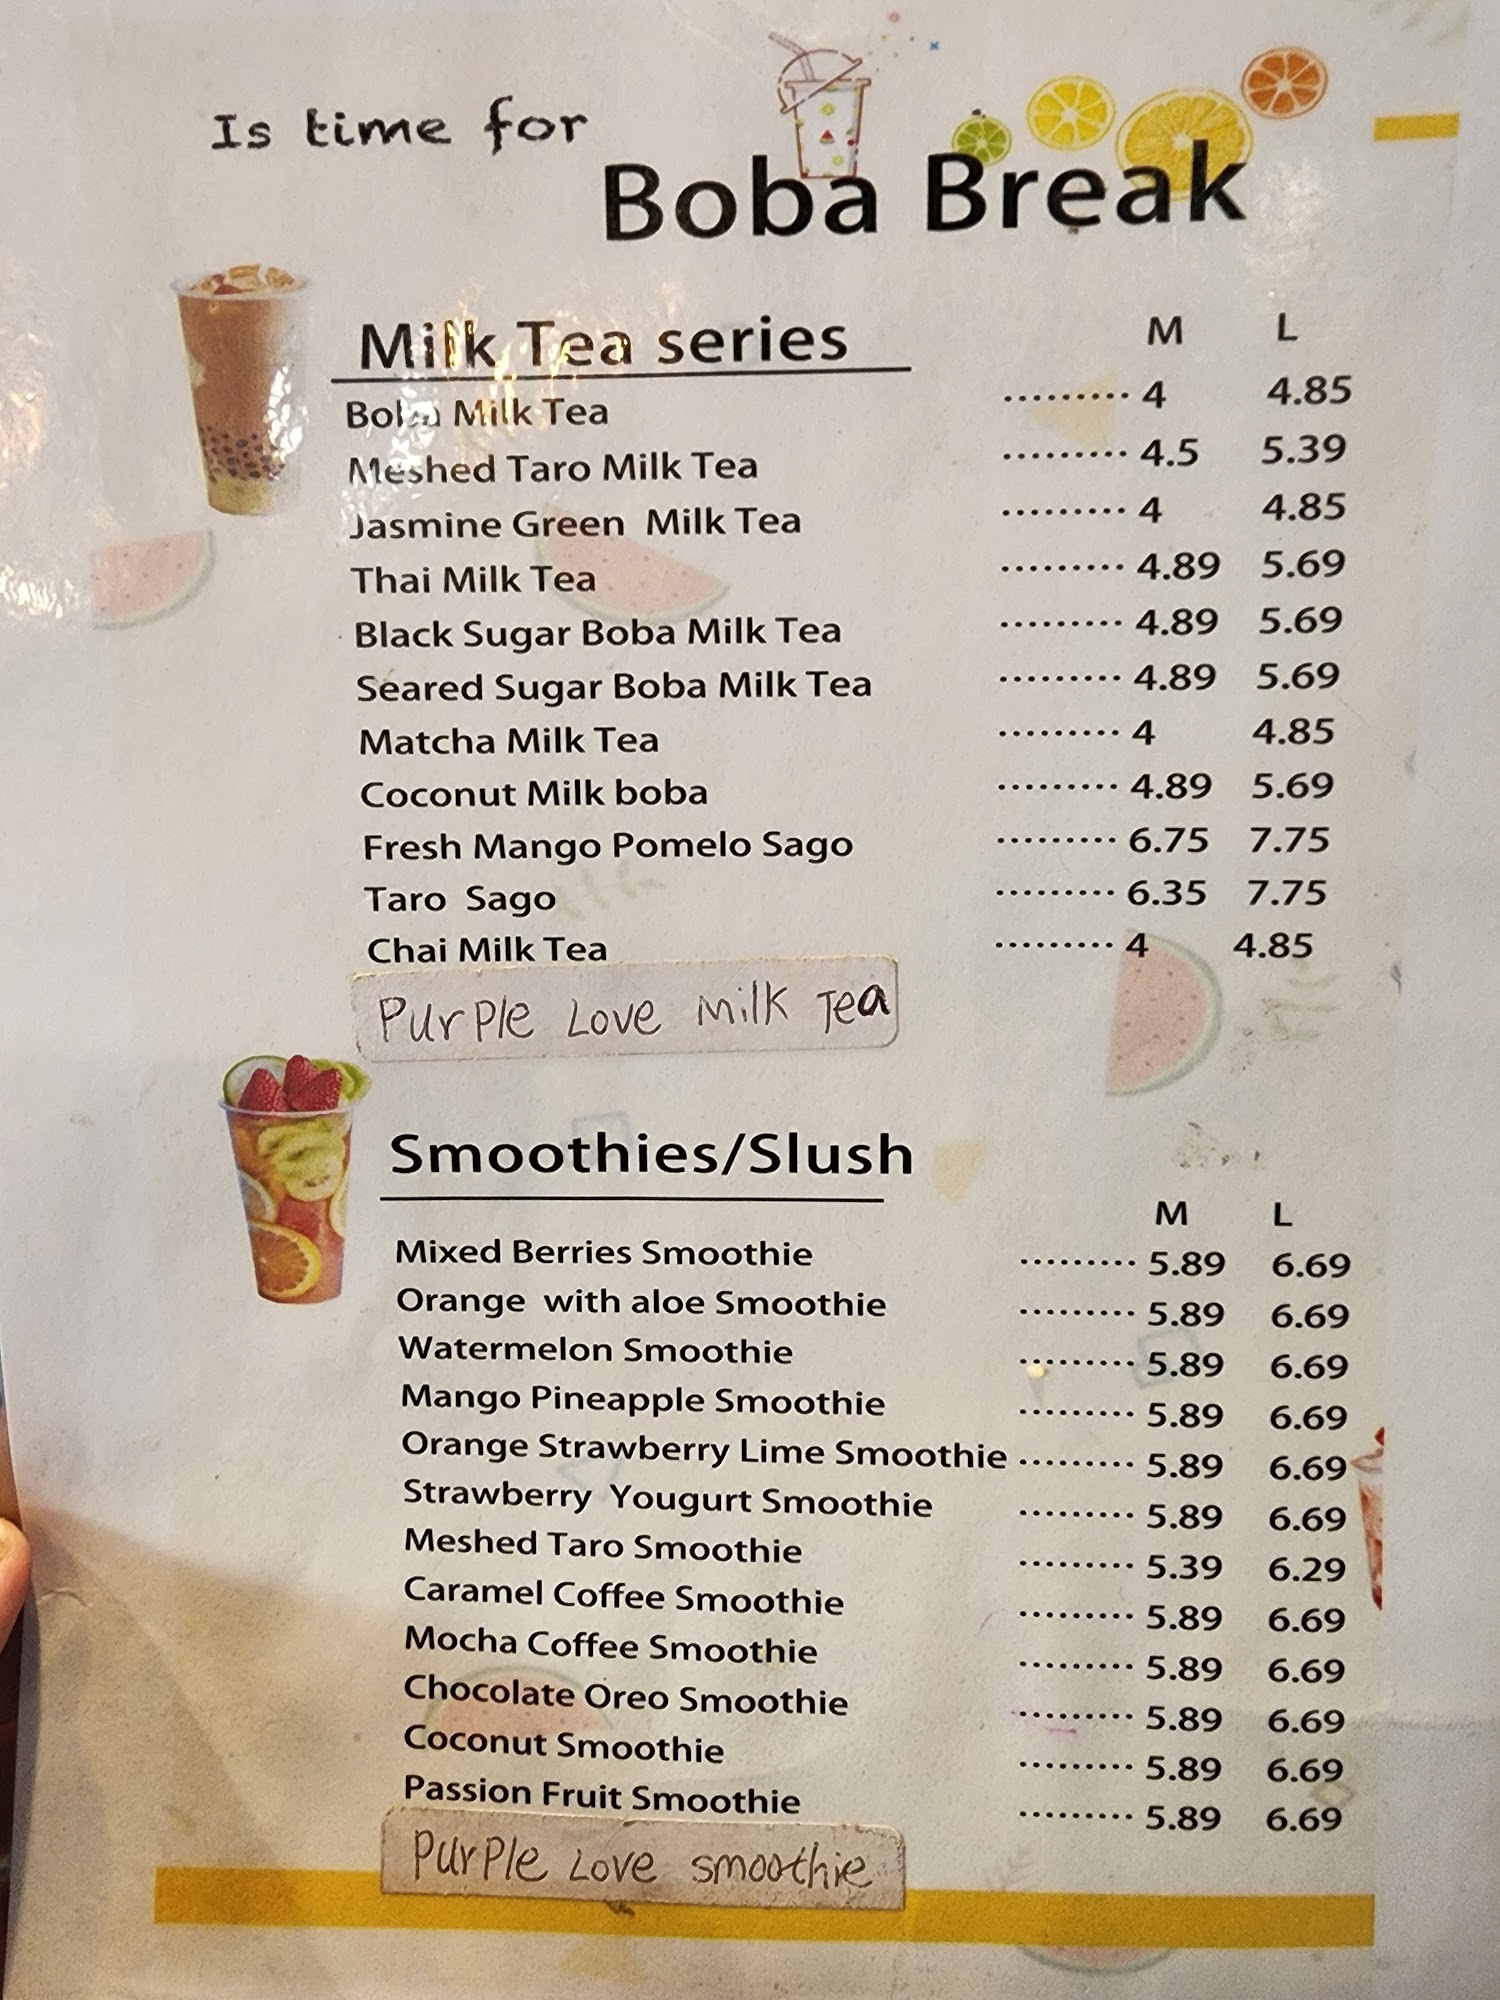 Is time for
Boba Break
Milk Tea series M L
Boba Milk Tea ········· 4 4.85
Meshed Taro Milk Tea ········· 4.5 5.39
Jasmine Green Milk Tea ········· 4 4.85
Thai Milk Tea ········· 4.89 5.69
Black Sugar Boba Milk Tea ········· 4.89 5.69
Seared Sugar Boba Milk Tea ········· 4.89 5.69
Matcha Milk Tea ········· 4 4.85
Coconut Milk boba ········· 4.89 5.69
Fresh Mango Pomelo Sago ········· 6.75 7.75
Taro Sago ········· 6.35 7.75
Chai Milk Tea ········· 4 4.85
Purple Love Milk Tea
Smoothies/Slush
M L
Mixed Berries Smoothie ········· 5.89 6.69
Orange with aloe Smoothie ········· 5.89 6.69
Watermelon Smoothie ········· 5.89 6.69
Mango Pineapple Smoothie ········· 5.89 6.69
Orange Strawberry Lime Smoothie ········· 5.89 6.69
Strawberry Yougurt Smoothie ········· 5.89 6.69
Meshed Taro Smoothie ········· 5.39 6.29
Caramel Coffee Smoothie ········· 5.89 6.69
Mocha Coffee Smoothie ········· 5.89 6.69
Chocolate Oreo Smoothie ········· 5.89 6.69
Coconut Smoothie ········· 5.89 6.69
Passion Fruit Smoothie ········· 5.89 6.69
Purple Love smoothie